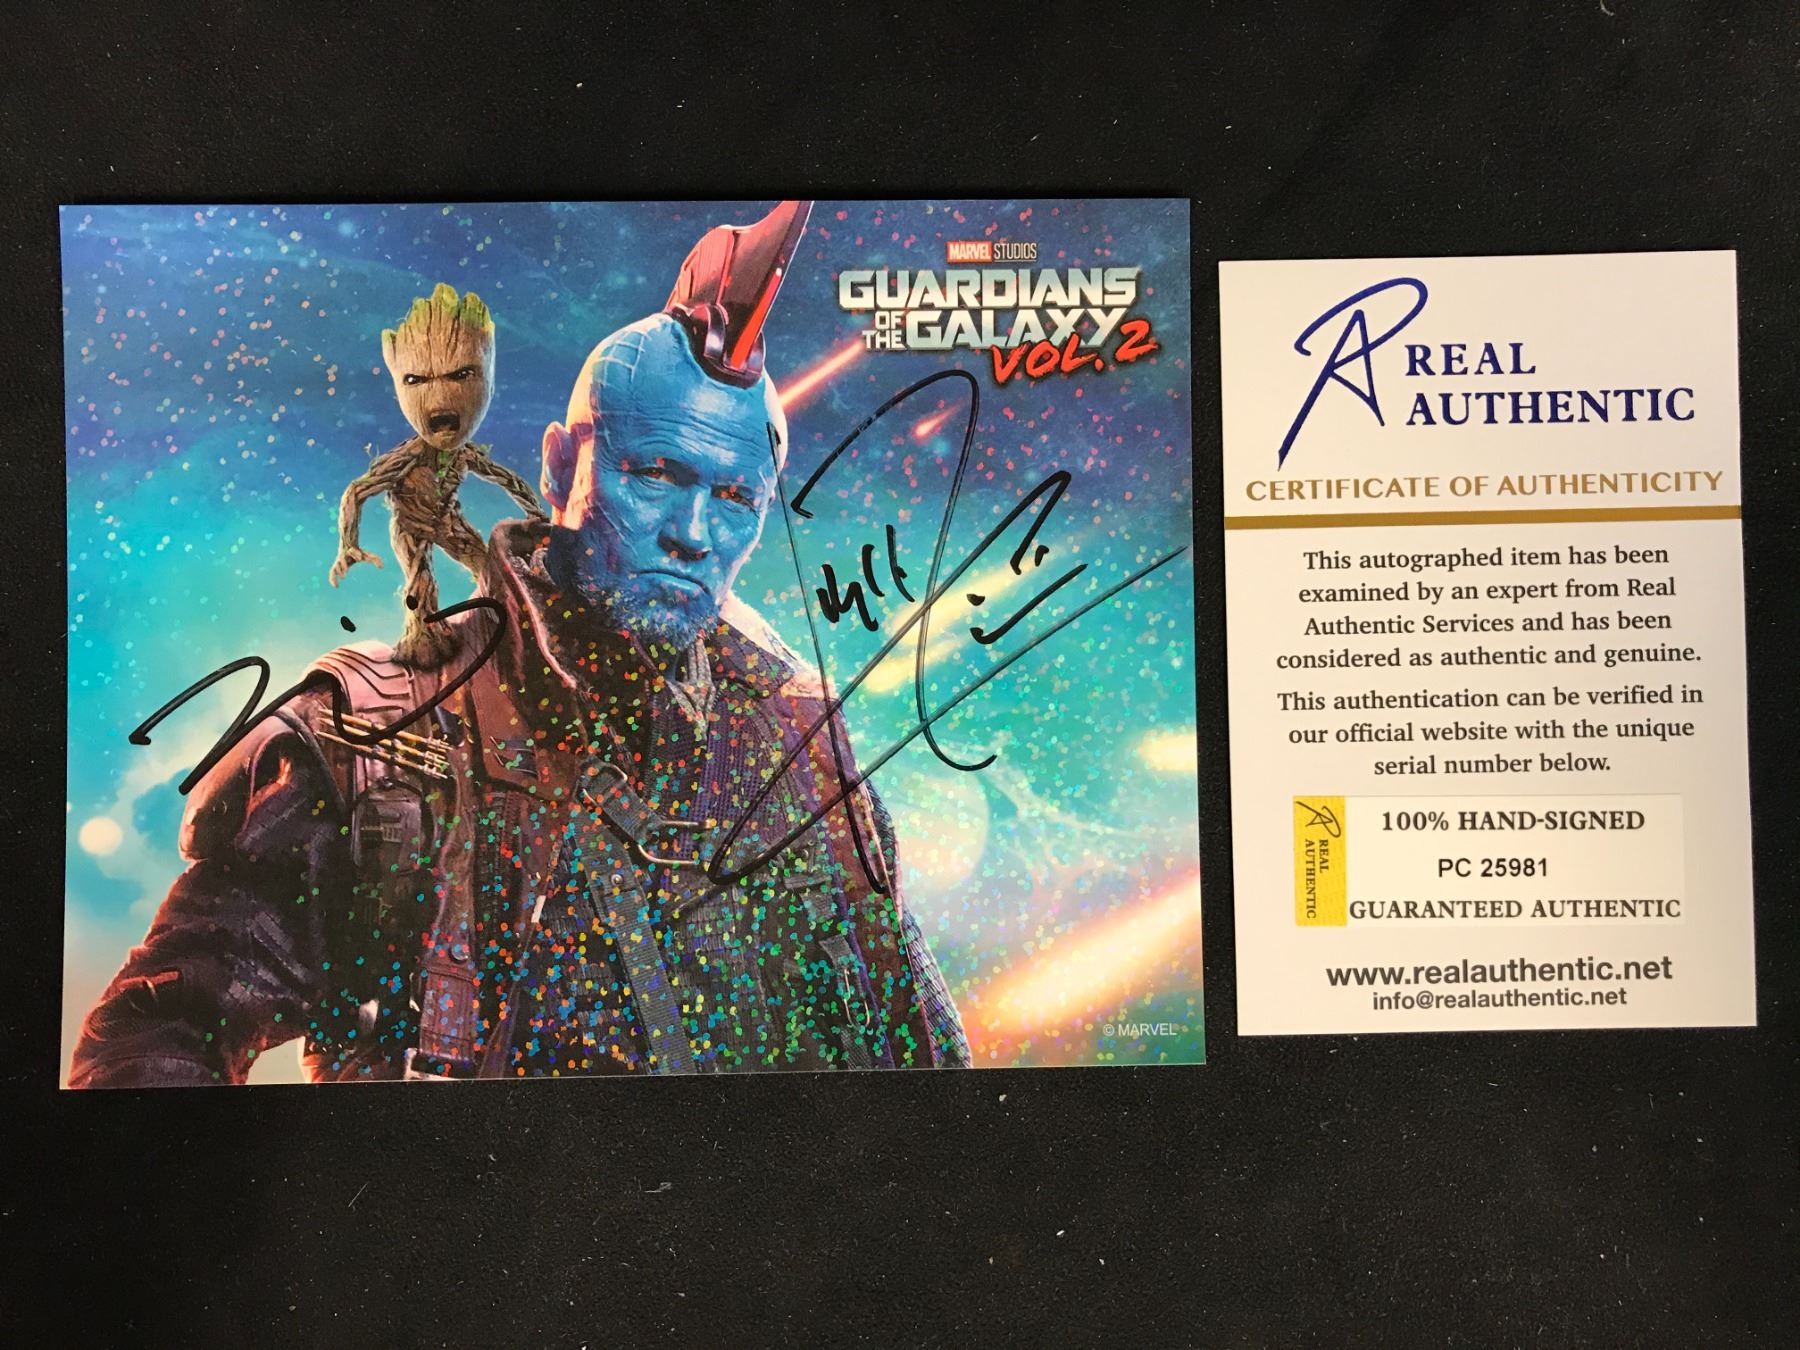 MARVEL STUDIOS
GUARDIANS
OF THE GALAXY
VOL. 2
© MARVEL
REAL
AUTHENTIC
CERTIFICATE OF AUTHENTICITY
This autographed item has been
examined by an expert from Real
Authentic Services and has been
considered as authentic and genuine.
This authentication can be verified in
our official website with the unique
serial number below.
REAL
AUTHENTIC
100% HAND-SIGNED
PC 25981
GUARANTEED AUTHENTIC
www.realauthentic.net
info@realauthentic.net